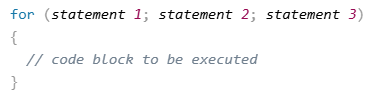 for (statement 1; statement 2; statement 3)
{
  // code block to be executed
}